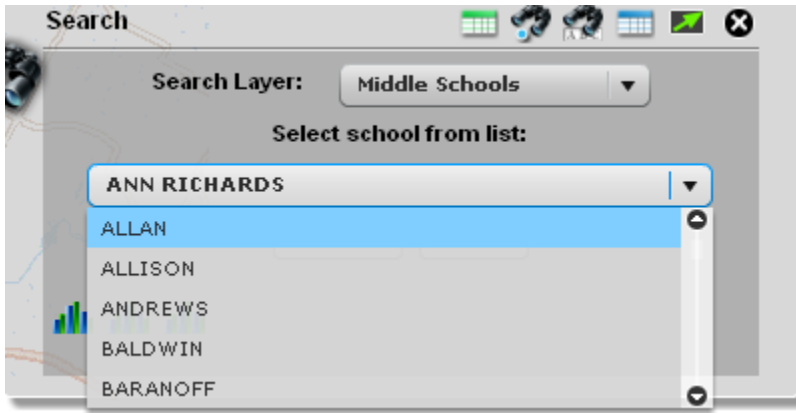 Search
Search Layer: Middle Schools
Select school from list:
ANN RICHARDS
ALLAN
ALLISON
ANDREWS
BALDWIN
BARANOFF